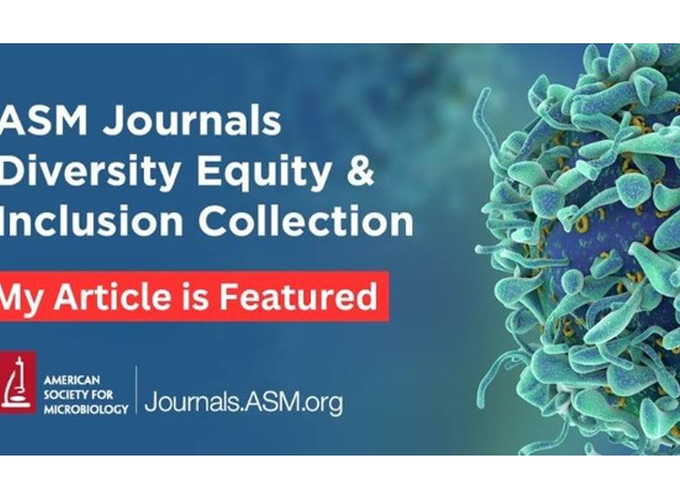 ASM Journals
Diversity Equity &
Inclusion Collection
My Article is Featured
AMERICAN
SOCIETY FOR
MICROBIOLOGY
Journals.ASM.org